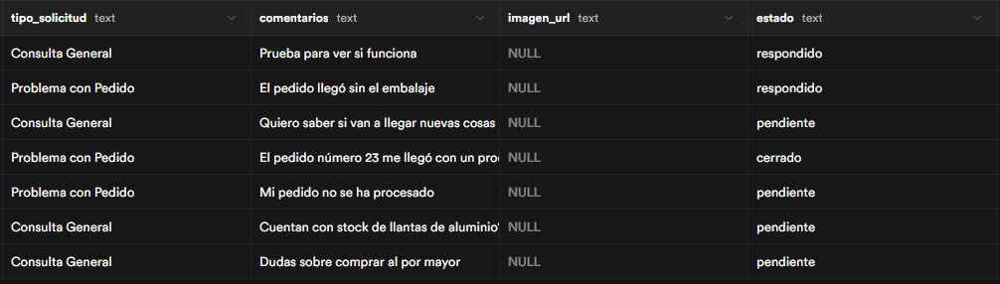 tipo_solicitud text comentarios text imagen_url text estado text
Consulta General Prueba para ver si funciona NULL respondido
Problema con Pedido El pedido llegó sin el embalaje NULL respondido
Consulta General Quiero saber si van a llegar nuevas cosas NULL pendiente
Problema con Pedido El pedido número 23 me llegó con un NULL cerrado
Problema con Pedido Mi pedido no se ha procesado NULL pendiente
Consulta General Cuentan con stock de llantas de aluminio NULL pendiente
Consulta General Dudas sobre comprar al por mayor NULL pendiente